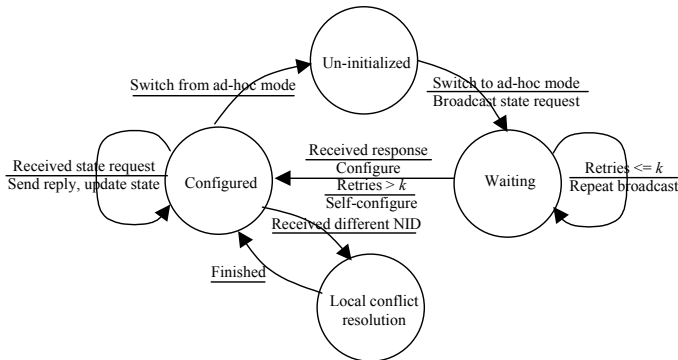 Un-initialized
Switch from ad-hoc mode
Switch to ad-hoc mode
Broadcast state request
Received state request
Send reply, update state
Configured
Received response
Configure
Retries > k
Self-configure
Waiting
Retries <= k
Repeat broadcast
Received different NID
Finished
Local conflict
resolution